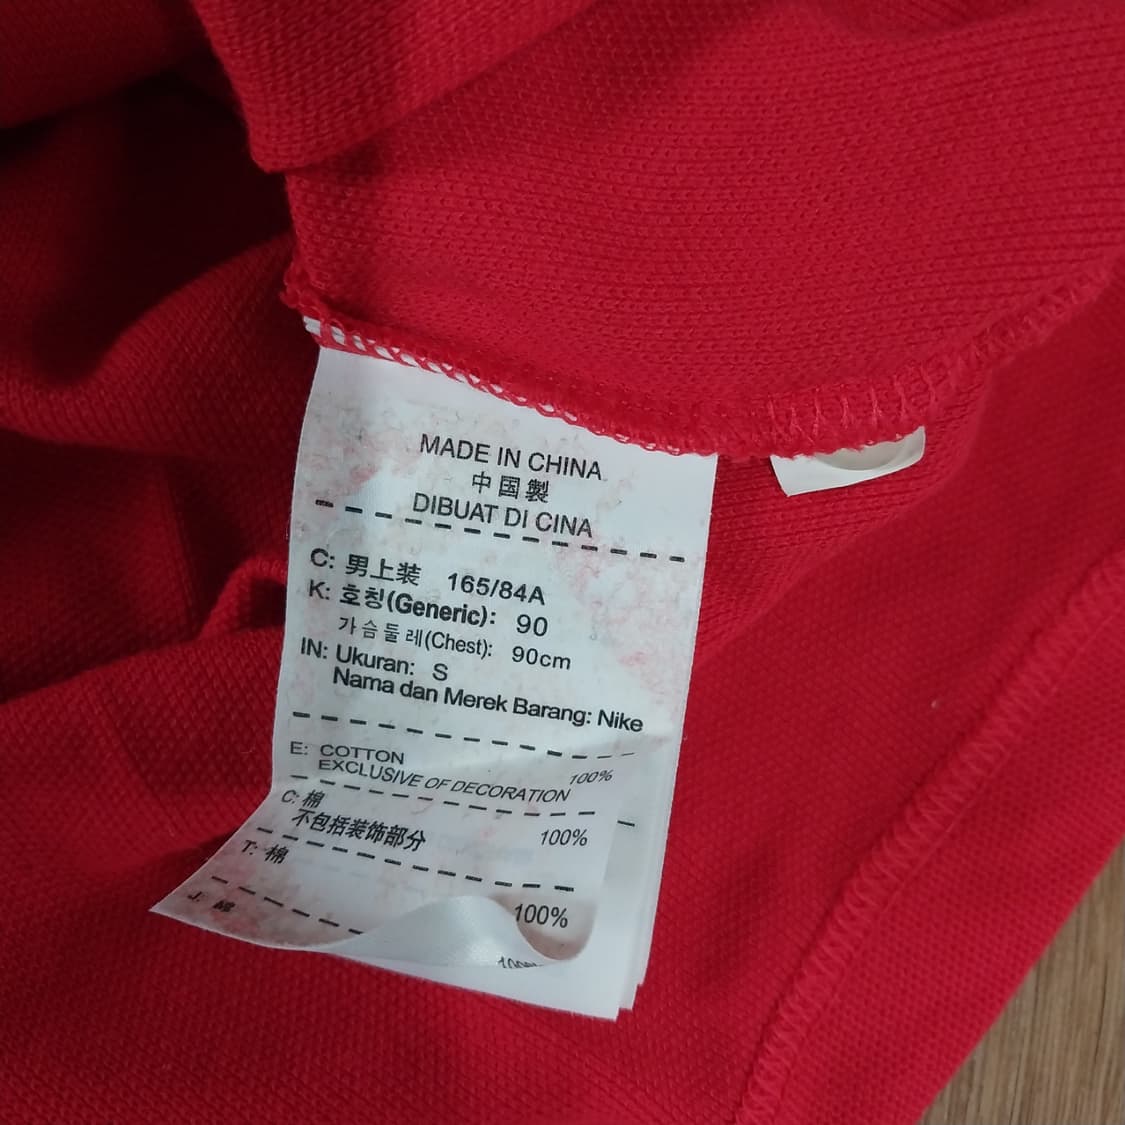 MADE IN CHINA
中国製
DIBUAT DI CINA
C: 男上装 165/84A
K: 호칭(Generic): 90
가슴둘레(Chest): 90cm
IN: Ukuran: S
Nama dan Merek Barang: Nike
E: COTTON 100%
EXCLUSIVE OF DECORATION
C: 棉 100%
不包括装饰部分
T: 棉 100%
J: 綿 100%